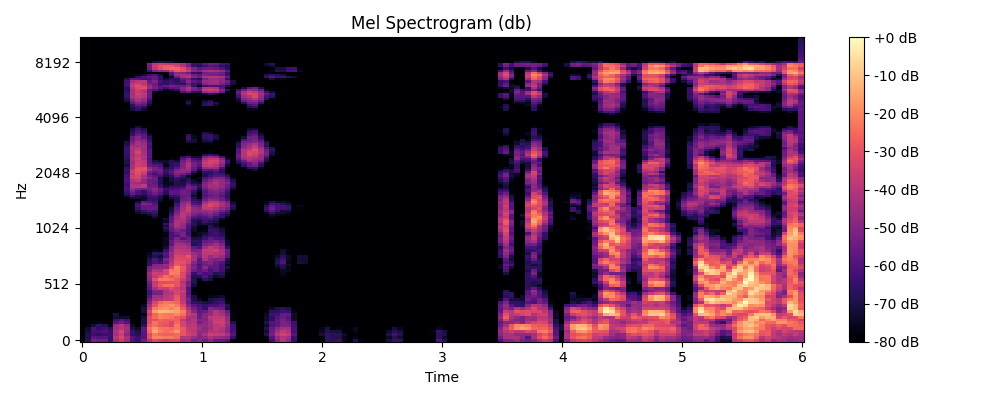 Mel Spectrogram (db)
Hz
8192
4096
2048
1024
512
0
0 1 2 3 4 5 6
Time
+0 dB
-10 dB
-20 dB
-30 dB
-40 dB
-50 dB
-60 dB
-70 dB
-80 dB